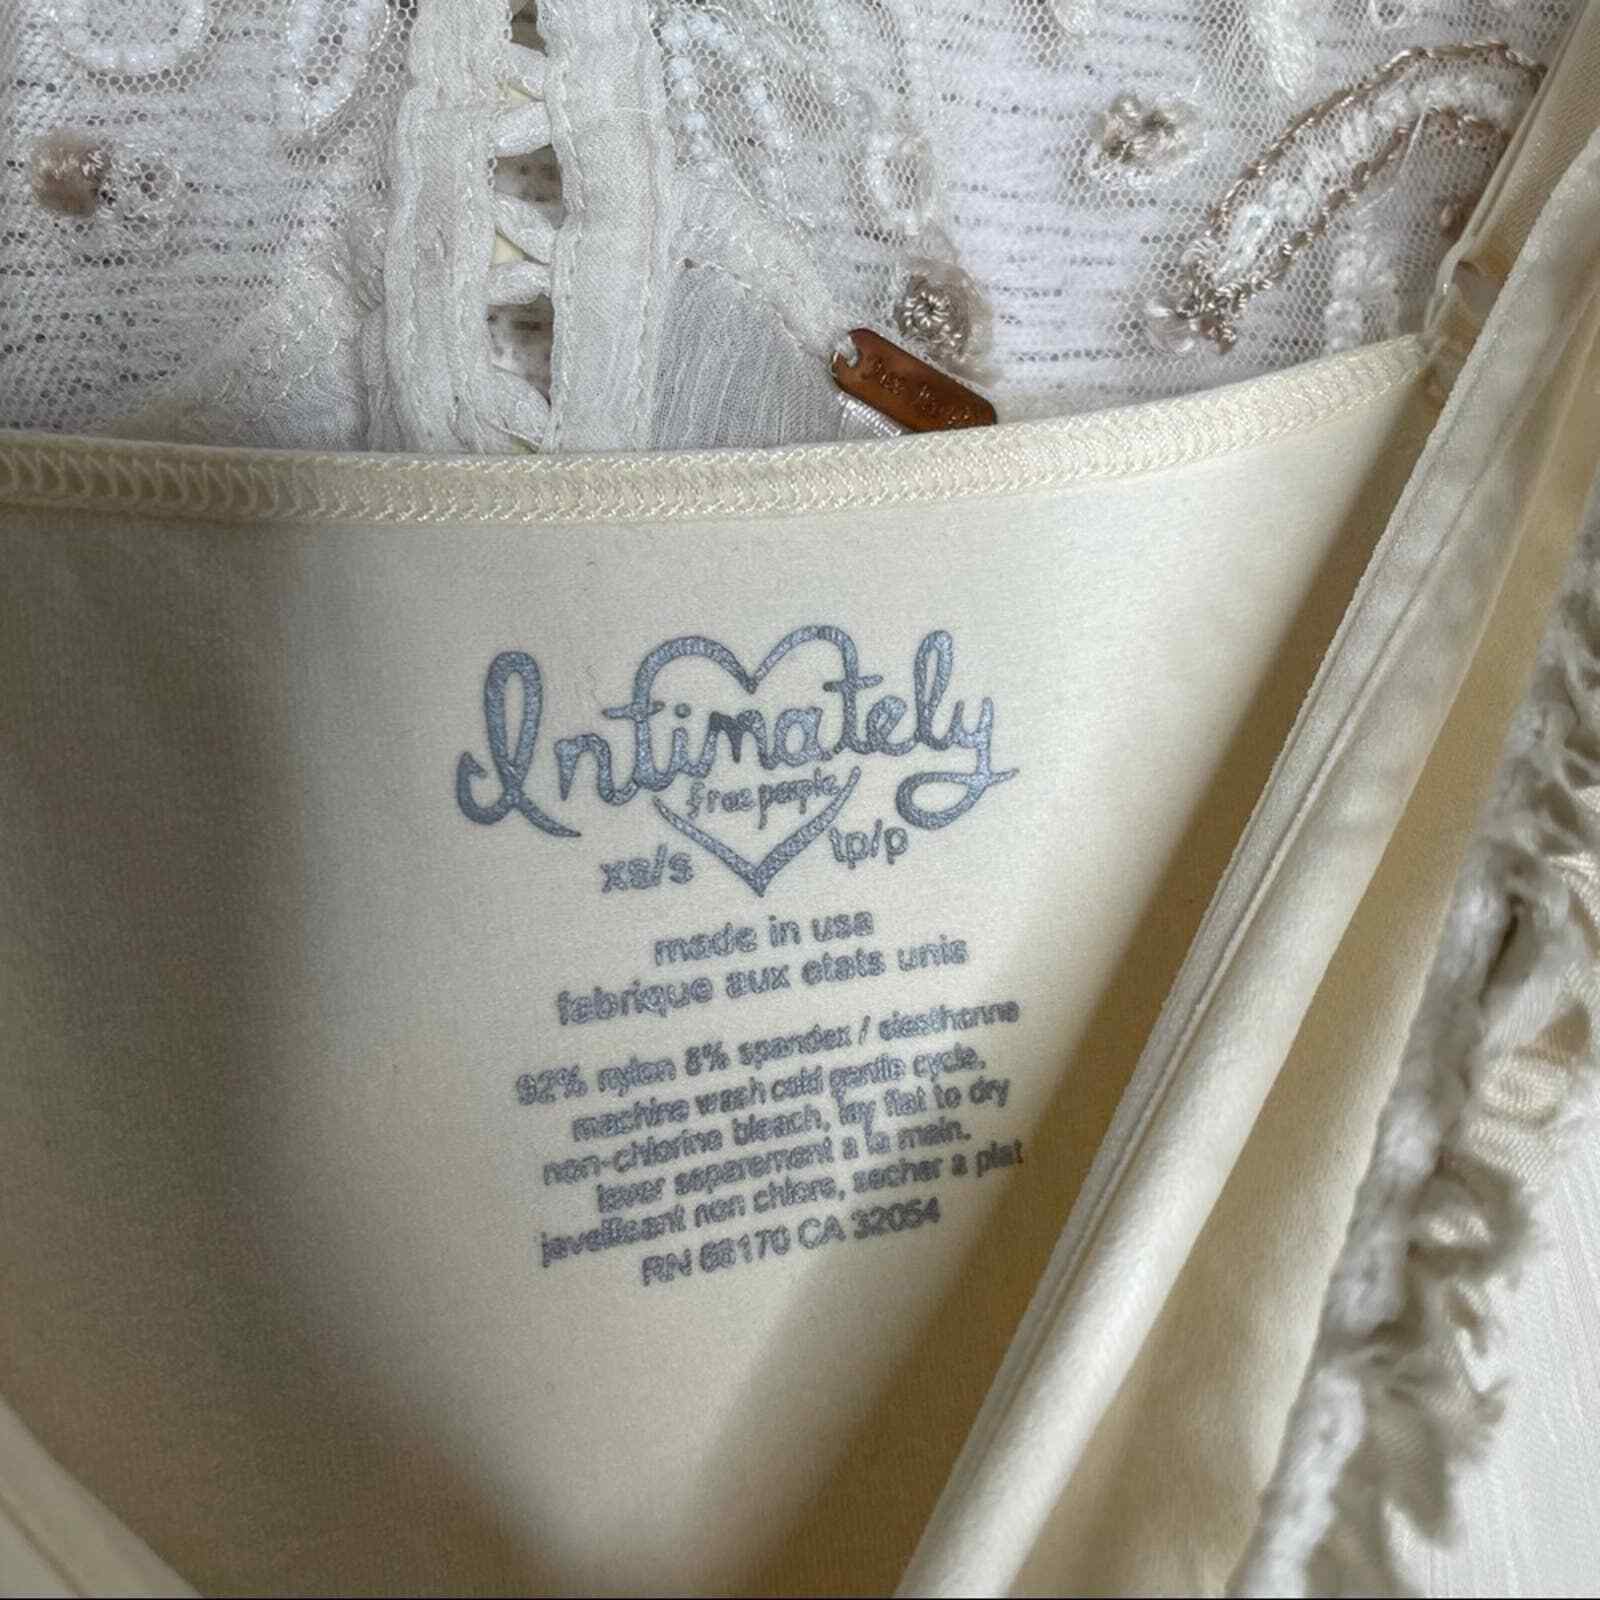 Intimately
free people
xs/s tp/p
made in usa
fabrique aux etats unis
92% nylon 8% spandex / elasthanne
machine wash cold gentle cycle.
non-chlorine bleach, lay flat to dry
laver separement a la main.
javellisant non chlore, secher a plat
RN 66170 CA 32054